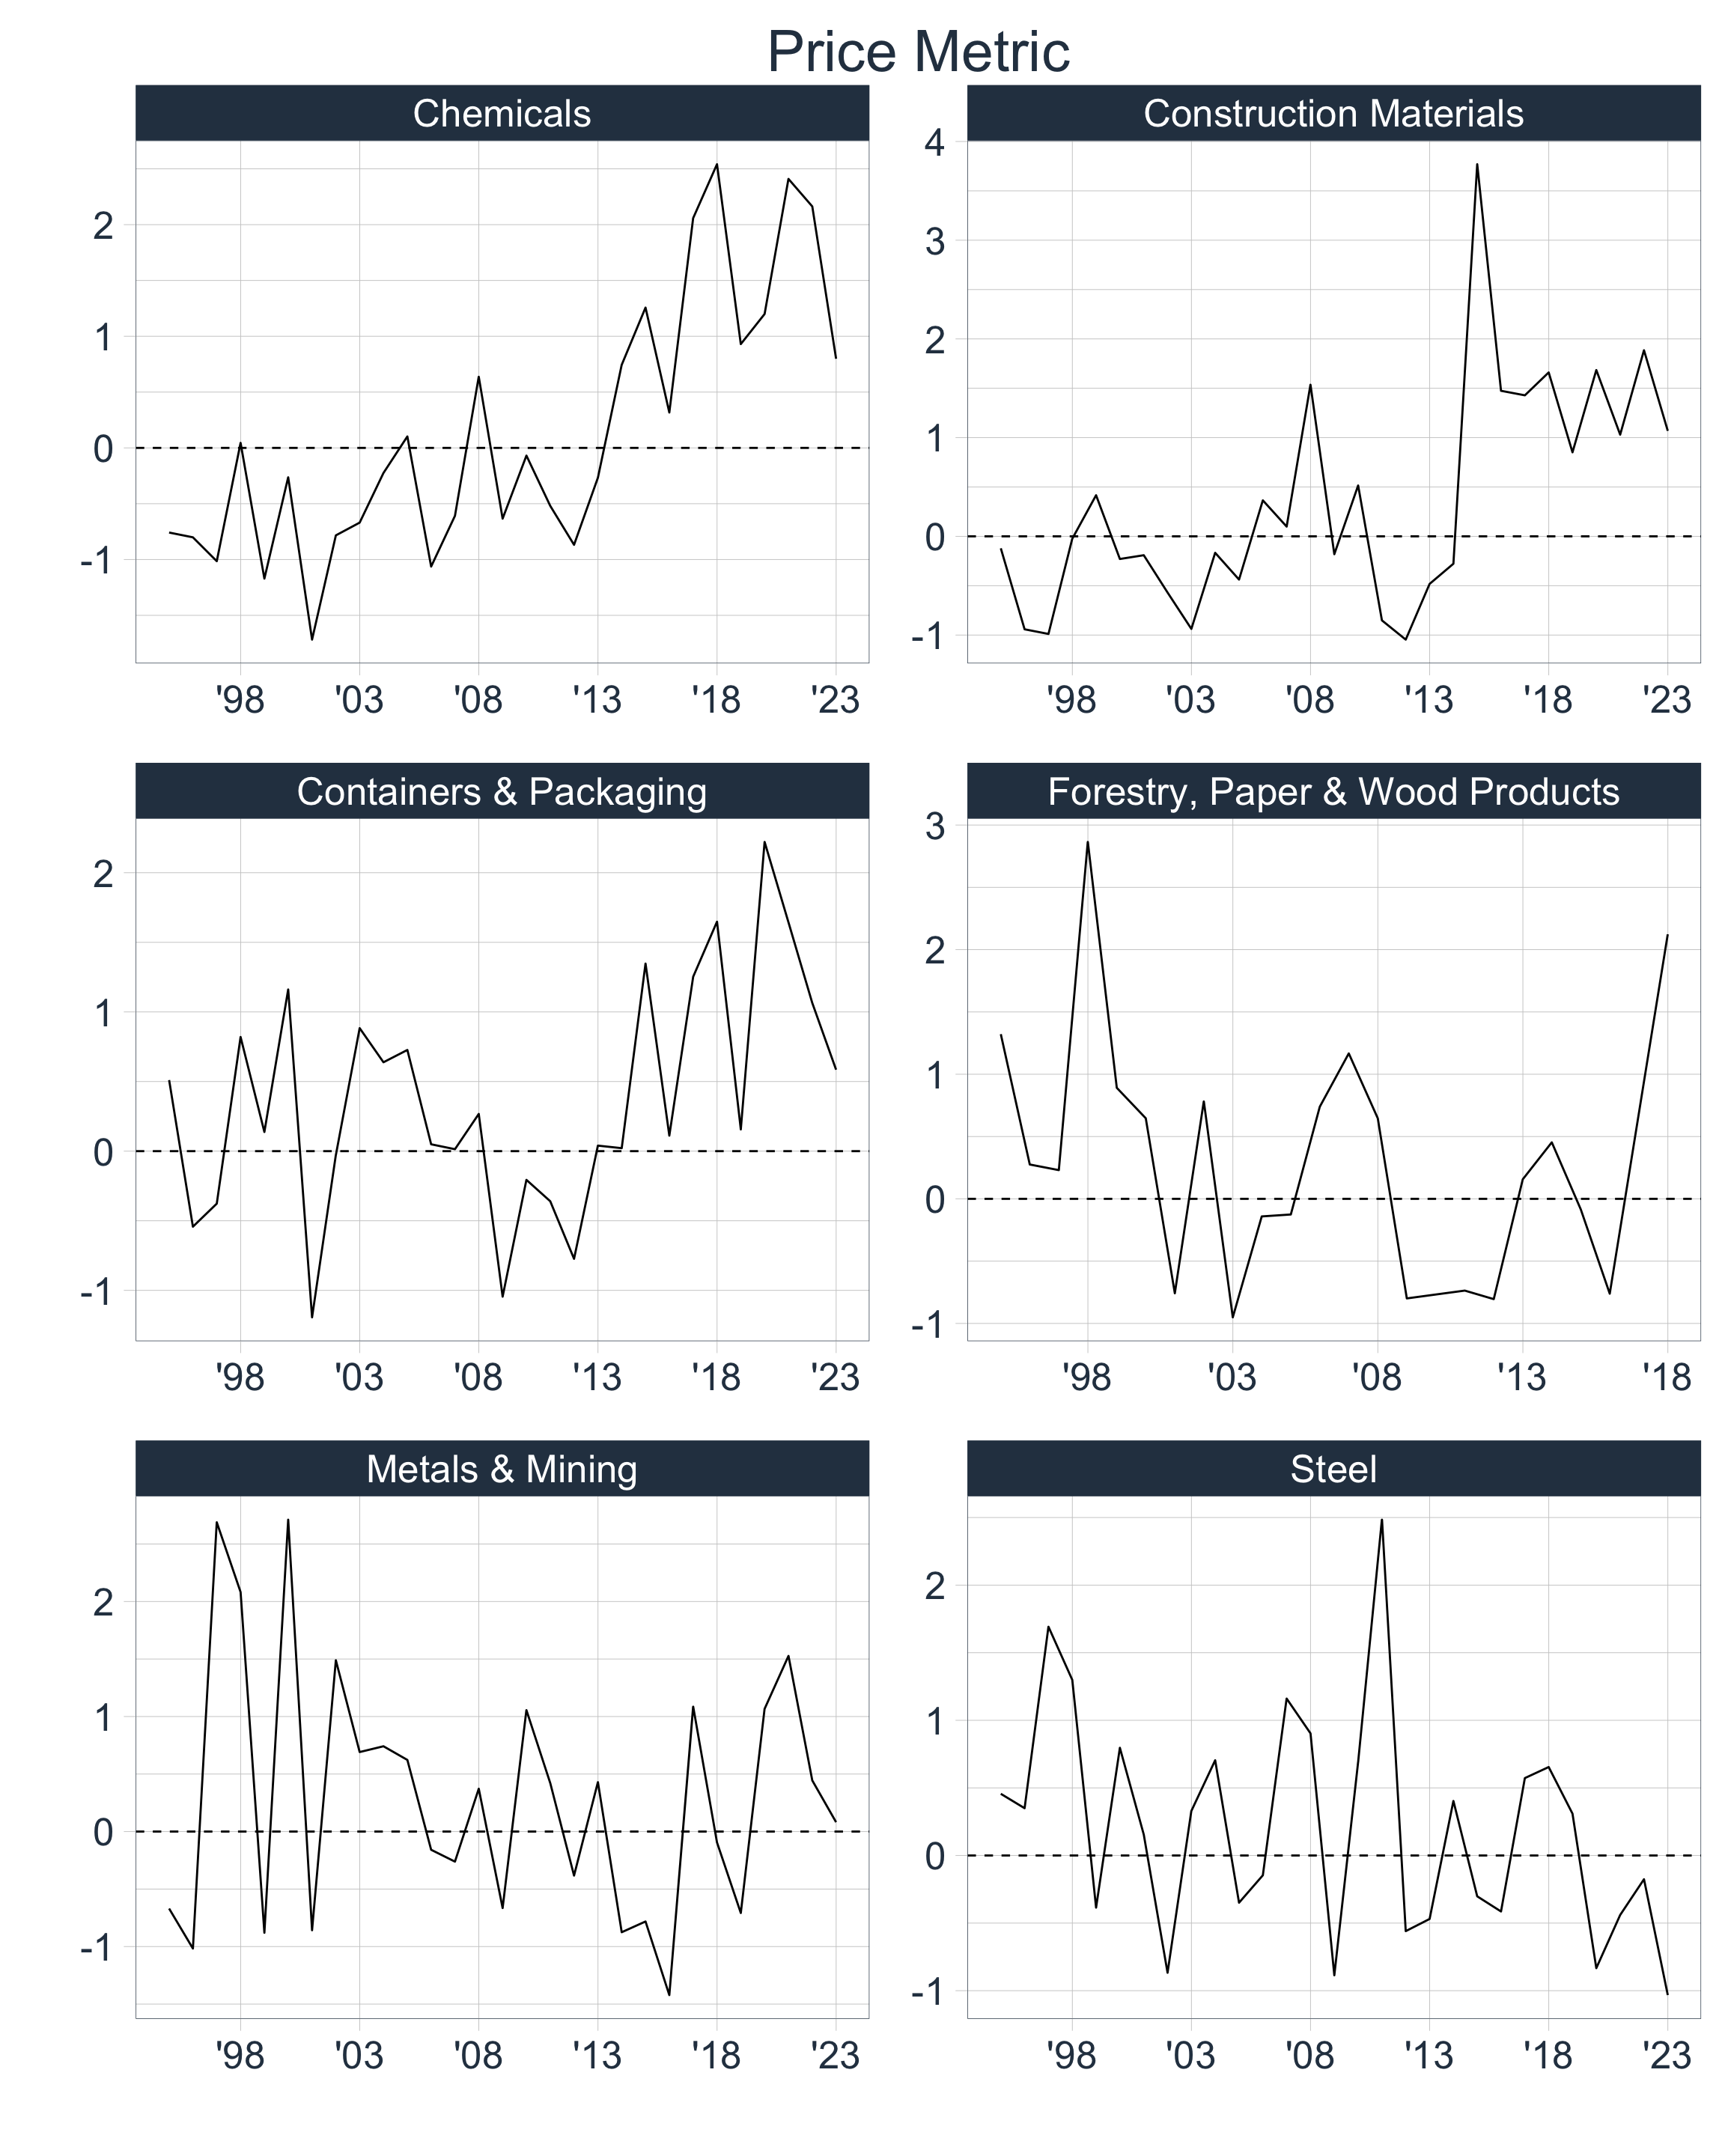 Price Metric
Chemicals
2
1
0
-1
'98 '03 '08 '13 '18 '23
Construction Materials
4
3
2
1
0
-1
'98 '03 '08 '13 '18 '23
Containers & Packaging
2
1
0
-1
'98 '03 '08 '13 '18 '23
Forestry, Paper & Wood Products
3
2
1
0
-1
'98 '03 '08 '13 '18
Metals & Mining
2
1
0
-1
'98 '03 '08 '13 '18 '23
Steel
2
1
0
-1
'98 '03 '08 '13 '18 '23